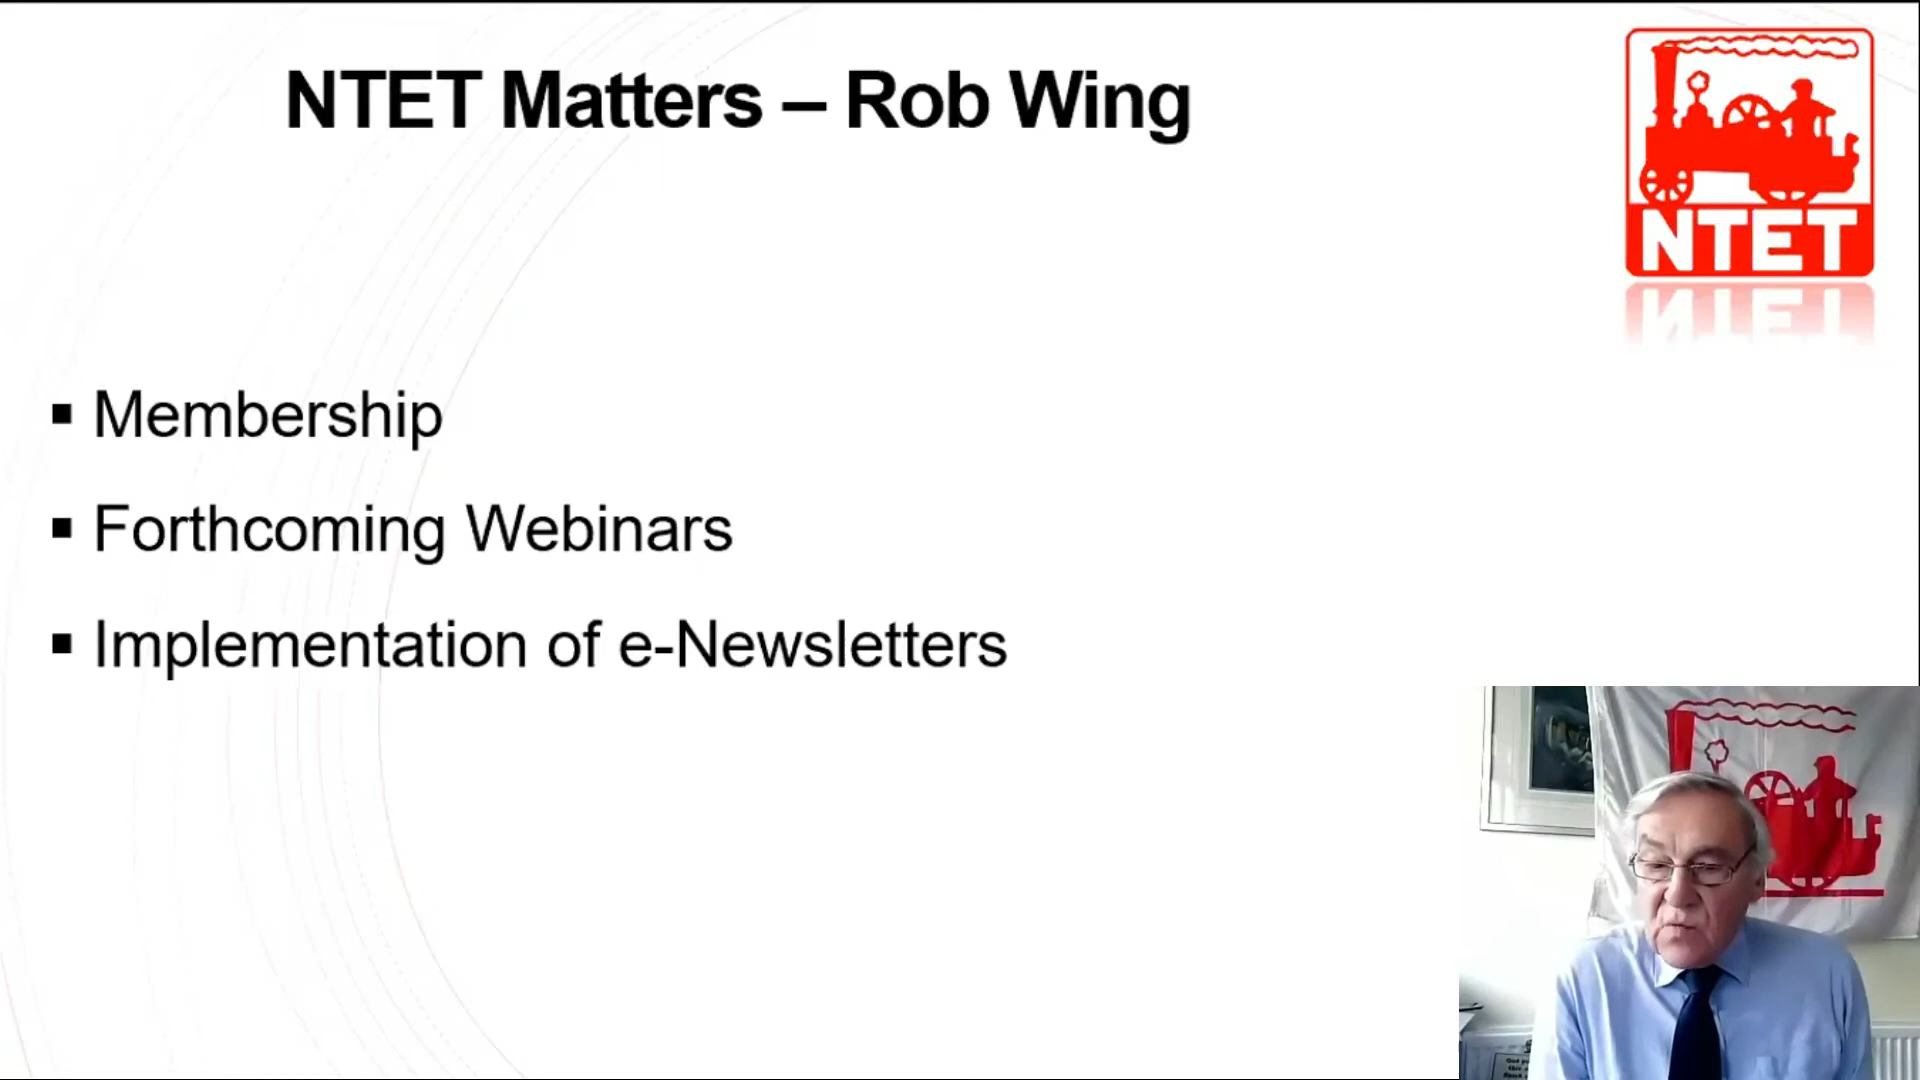 NTET Matters – Rob Wing
NTET
Membership
Forthcoming Webinars
Implementation of e-Newsletters